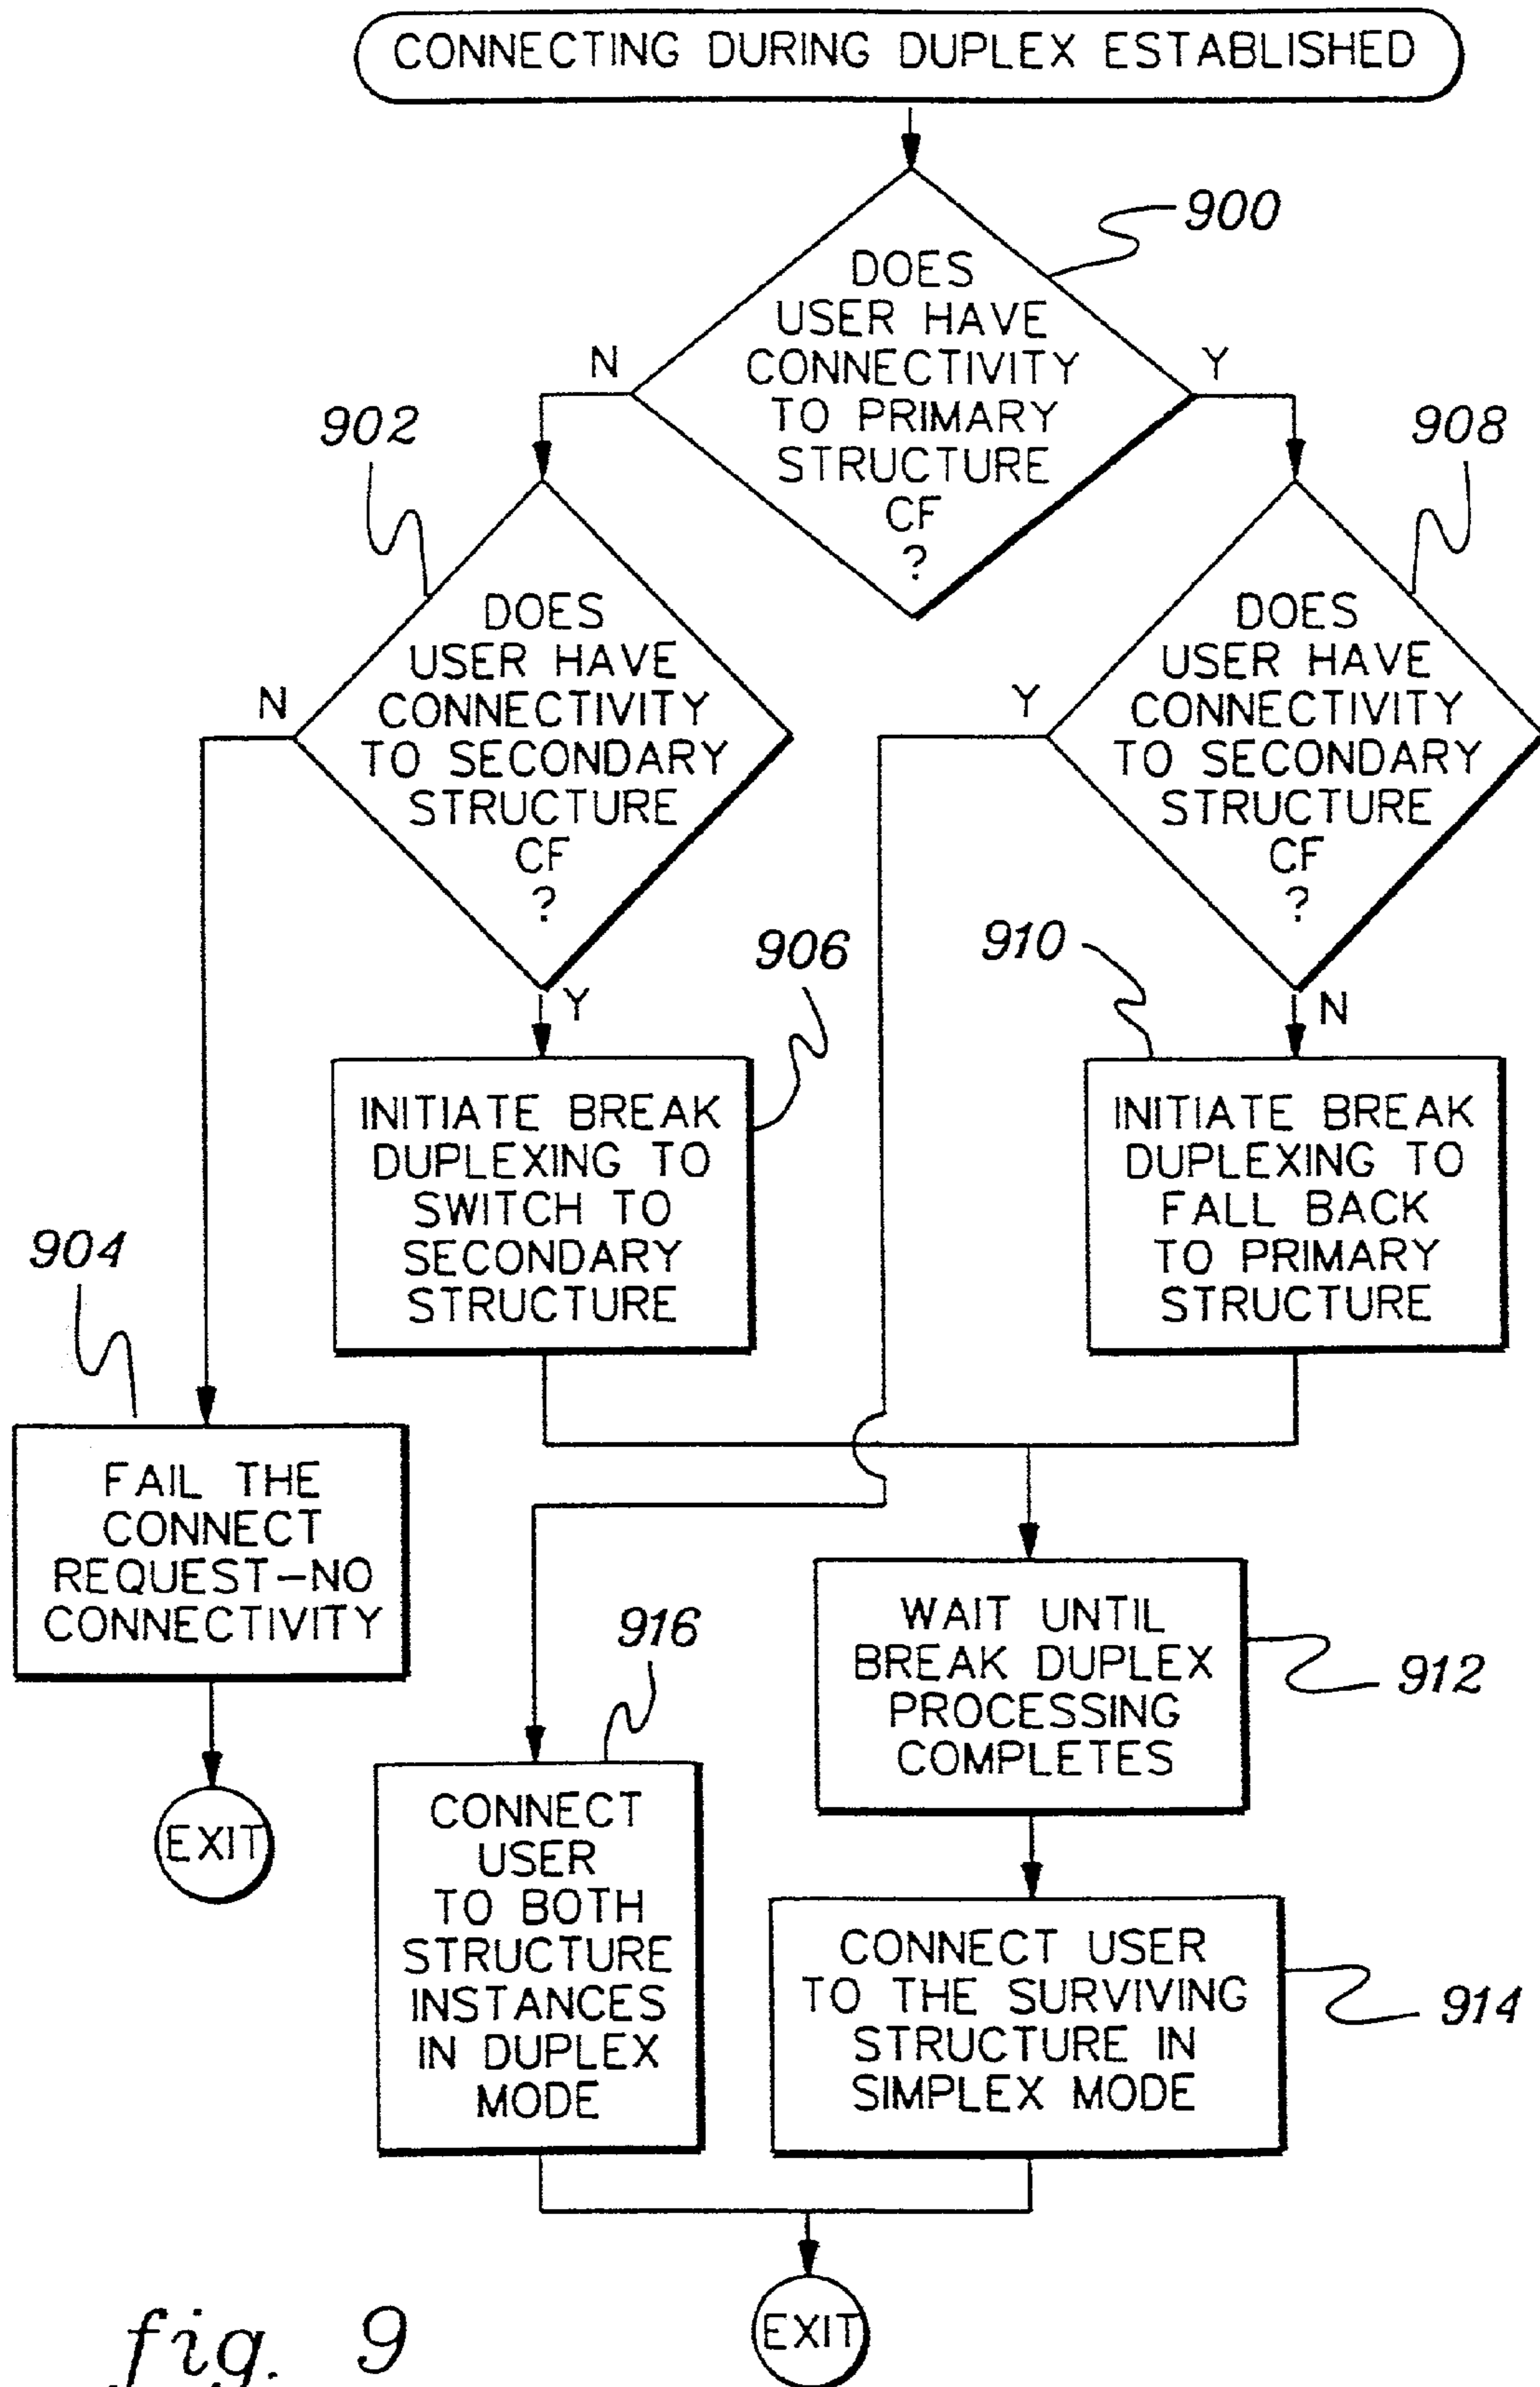 CONNECTING DURING DUPLEX ESTABLISHED
900
DOES
USER HAVE
CONNECTIVITY
TO PRIMARY
STRUCTURE
CF
?
N
Y
902
DOES
USER HAVE
CONNECTIVITY
TO SECONDARY
STRUCTURE
CF
?
N
Y
908
DOES
USER HAVE
CONNECTIVITY
TO SECONDARY
STRUCTURE
CF
?
Y
N
906
INITIATE BREAK
DUPLEXING TO
SWITCH TO
SECONDARY
STRUCTURE
910
INITIATE BREAK
DUPLEXING TO
FALL BACK
TO PRIMARY
STRUCTURE
904
FAIL THE
CONNECT
REQUEST-NO
CONNECTIVITY
EXIT
916
CONNECT
USER
TO BOTH
STRUCTURE
INSTANCES
IN DUPLEX
MODE
912
WAIT UNTIL
BREAK DUPLEX
PROCESSING
COMPLETES
914
CONNECT USER
TO THE SURVIVING
STRUCTURE IN
SIMPLEX MODE
EXIT
fig. 9